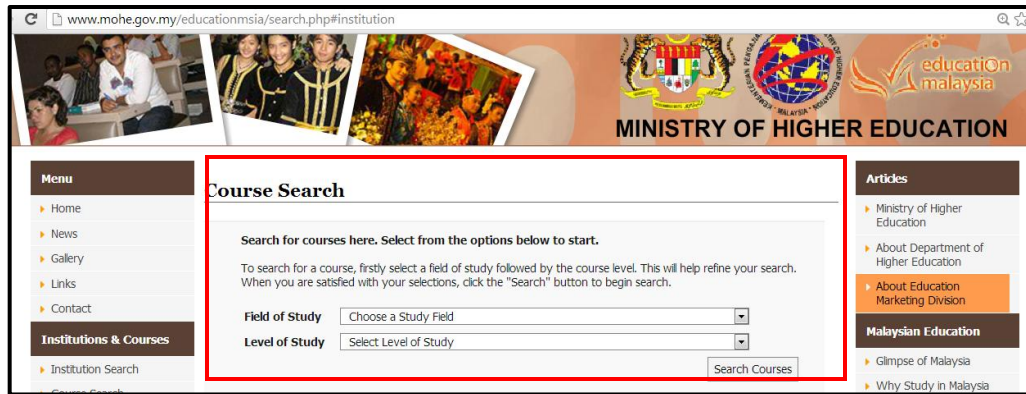 www.mohe.gov.my/educationmsia/search.php#institution
education
malaysia
MINISTRY OF HIGHER EDUCATION
Menu
Home
News
Gallery
Links
Contact
Institutions & Courses
Institution Search
Course Search
Course Search
Search for courses here. Select from the options below to start.
To search for a course, firstly select a field of study followed by the course level. This will help refine your search.
When you are satisfied with your selections, click the "Search" button to begin search.
Field of Study Choose a Study Field
Level of Study Select Level of Study
Search Courses
Articles
Ministry of Higher
Education
About Department of
Higher Education
About Education
Marketing Division
Malaysian Education
Glimpse of Malaysia
Why Study in Malaysia